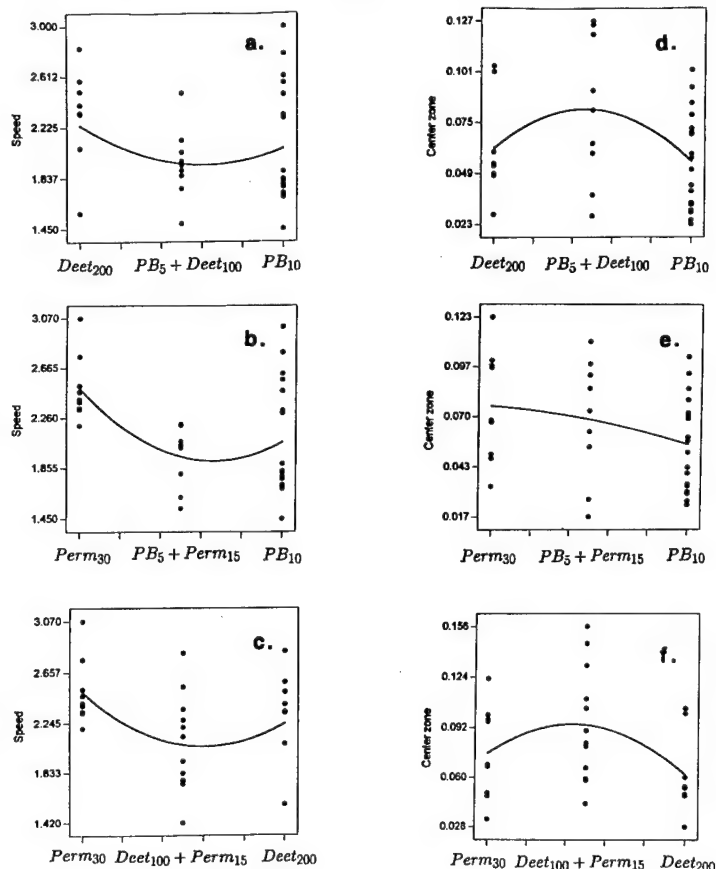 a.
3.000
2.612
2.225
1.837
1.450
Speed
Deet200 PB5 + Deet100 PB10
d.
0.127
0.101
0.075
0.049
0.023
Center zone
Deet200 PB5 + Deet100 PB10
b.
3.070
2.665
2.260
1.855
1.450
Speed
Perm30 PB5 + Perm15 PB10
e.
0.123
0.097
0.070
0.043
0.017
Center zone
Perm30 PB5 + Perm15 PB10
c.
3.070
2.657
2.245
1.833
1.420
Speed
Perm30 Deet100 + Perm15 Deet200
f.
0.156
0.124
0.092
0.060
0.028
Center zone
Perm30 Deet100 + Perm15 Deet200